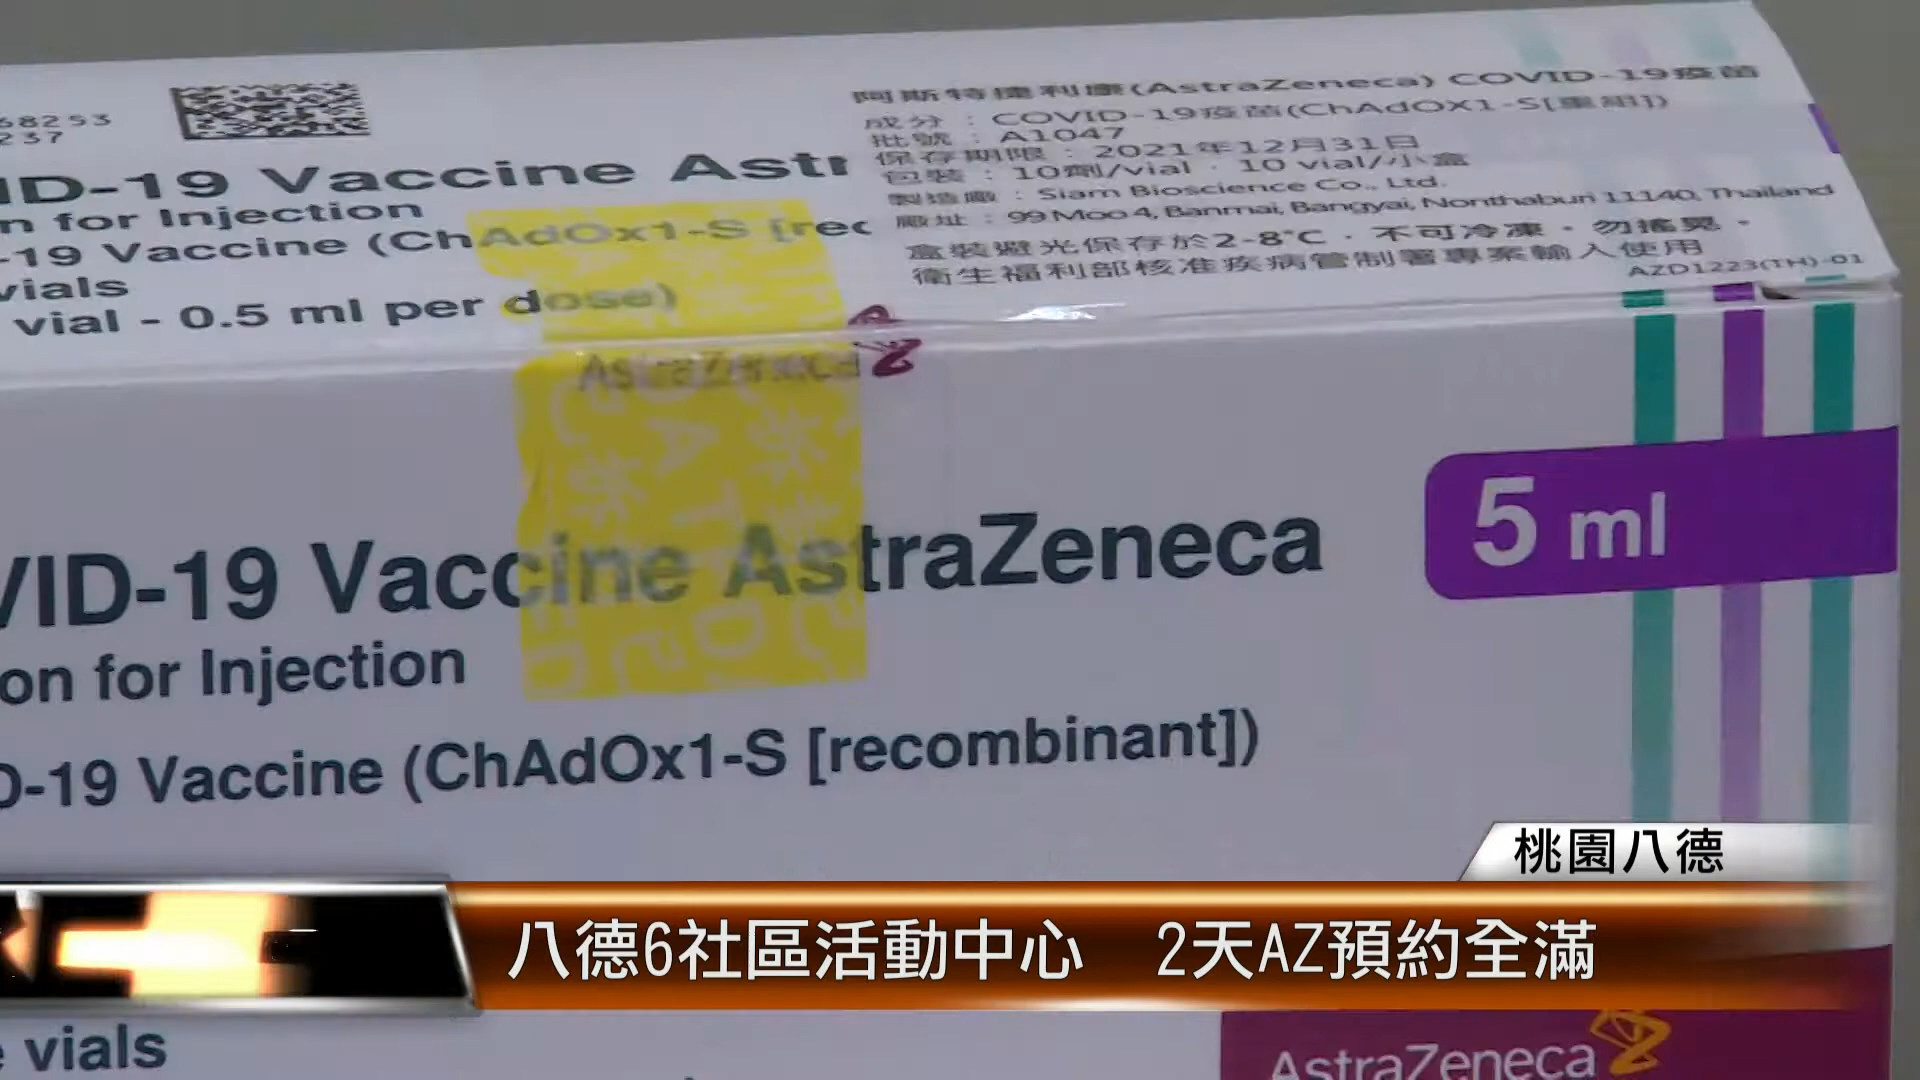 68253
237
阿斯特捷利康(AstraZeneca) COVID-19疫苗
成分 : COVID-19疫苗(ChAdOX1-S[重組])
批號 : A1047
保存期限 : 2021年12月31日
包裝 : 10劑/vial · 10 vial/小盒
製造廠 : Siam Bioscience Co., Ltd.
廠址 : 99 Moo 4, Banmai, Bangyai, Nonthaburi 11140, Thailand
盒裝避光保存於2-8°C · 不可冷凍 · 勿搖晃 ·
衛生福利部核准疾病管制署專案輸入使用
AZD1223(TH)-01
ID-19 Vaccine Astr
n for Injection
-19 Vaccine (ChAdOx1-S [rec
vials
vial - 0.5 ml per dose)
AstraZeneca
VID-19 Vaccine AstraZeneca
5 ml
on for Injection
D-19 Vaccine (ChAdOx1-S [recombinant])
桃園八德
八德6社區活動中心 2天AZ預約全滿
e vials
AstraZeneca